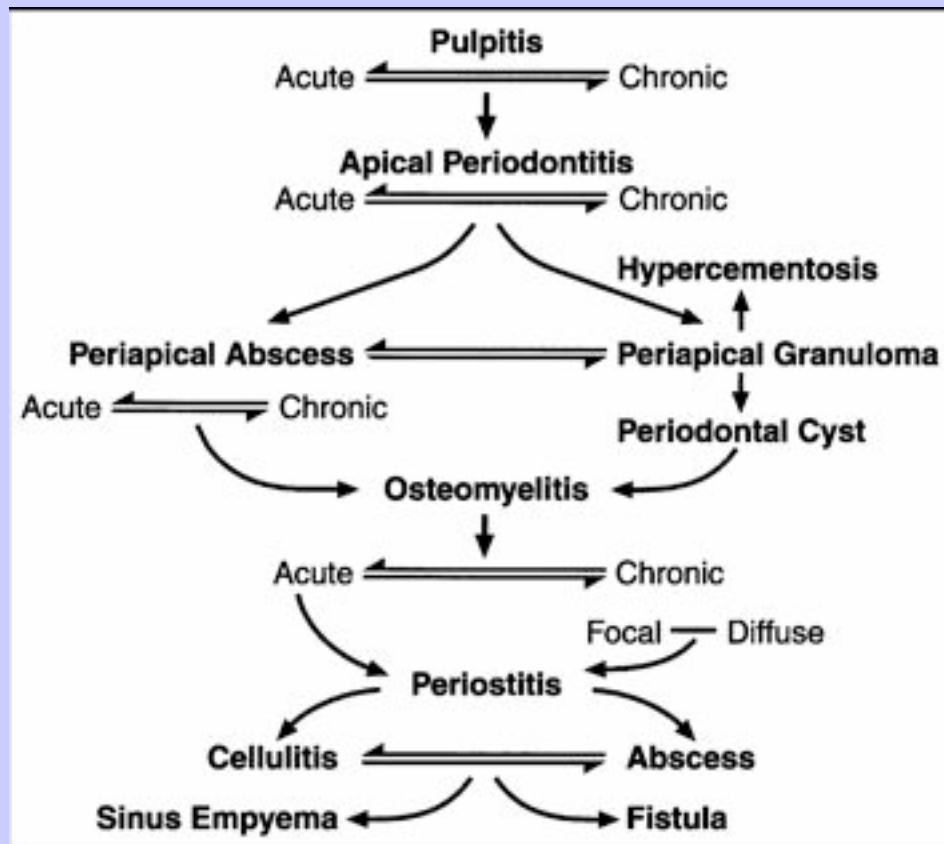 Pulpitis
Acute Chronic
Apical Periodontitis
Acute Chronic
Hypercementosis
Periapical Abscess Periapical Granuloma
Acute Chronic
Periodontal Cyst
Osteomyelitis
Acute Chronic
Focal Diffuse
Periostitis
Cellulitis Abscess
Sinus Empyema Fistula